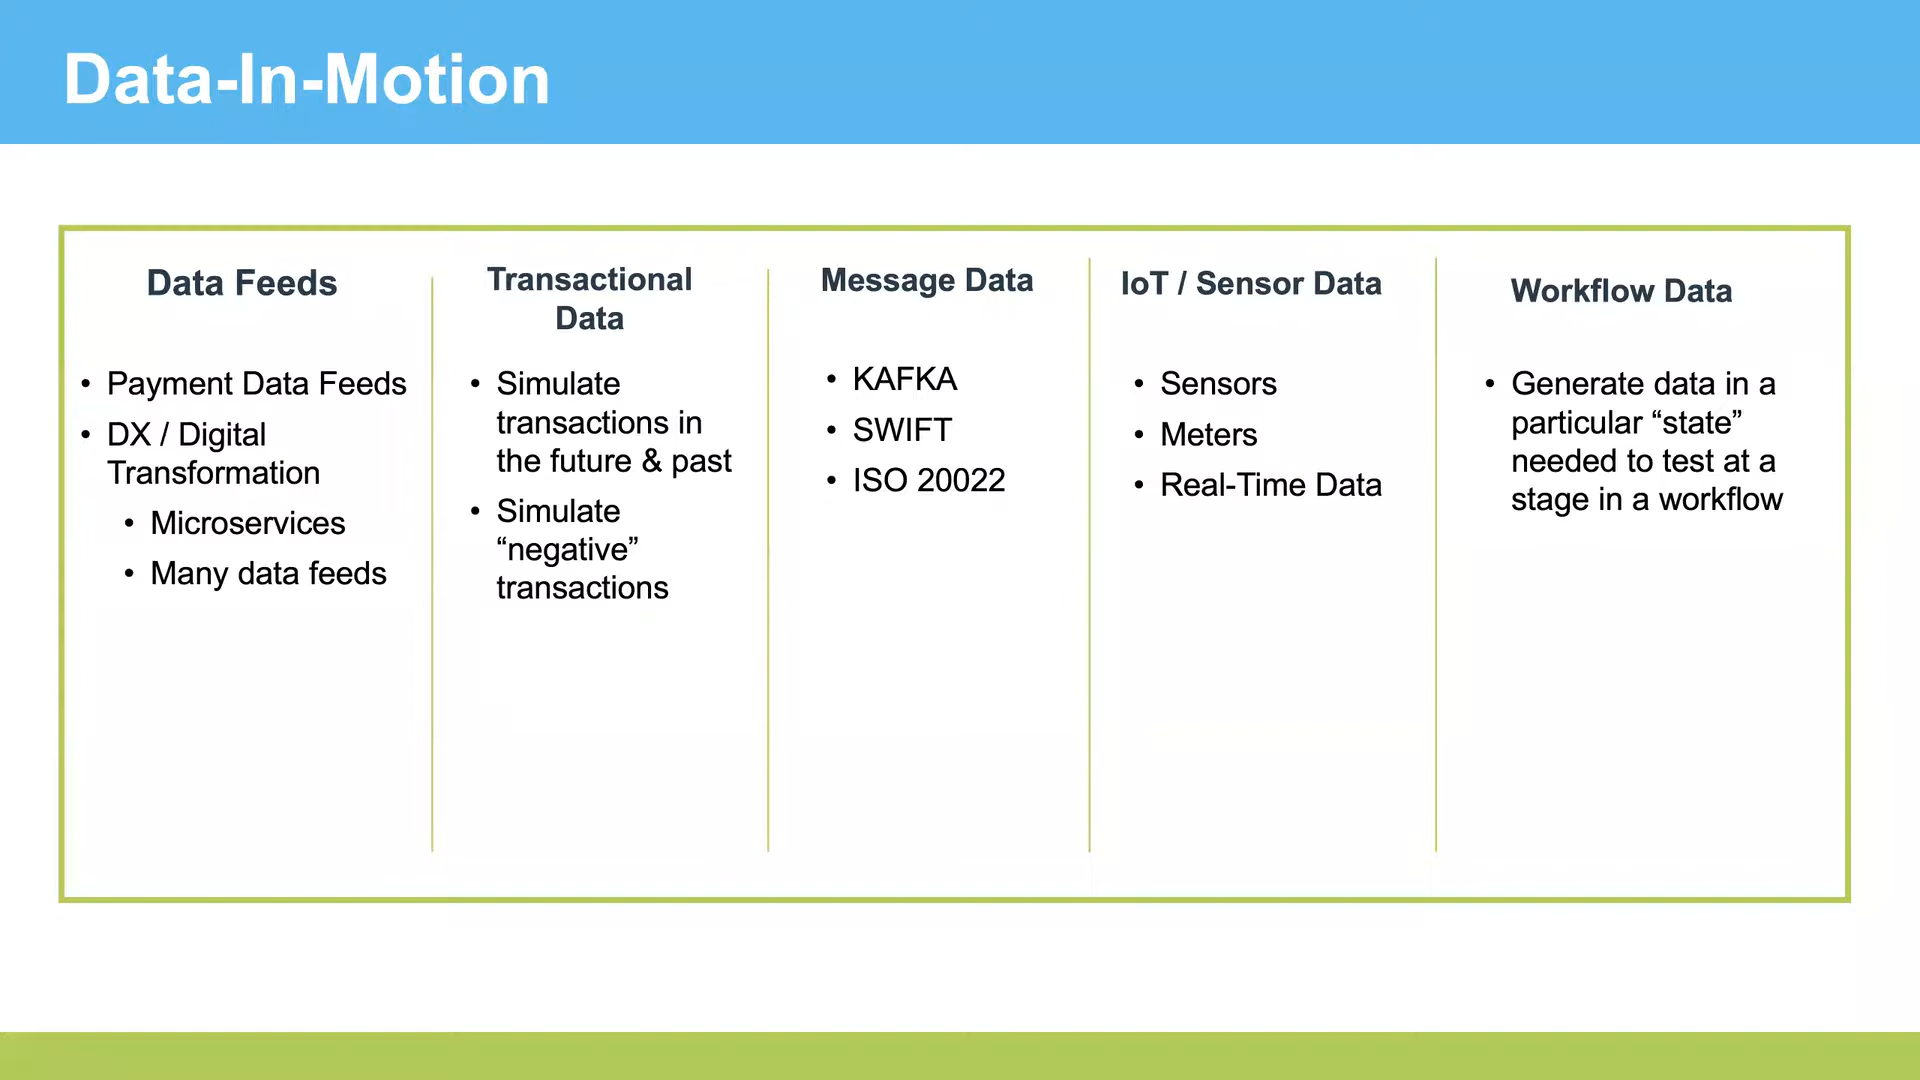 Data-In-Motion
Data Feeds
• Payment Data Feeds
• DX / Digital
Transformation
• Microservices
• Many data feeds
Transactional
Data
• Simulate
transactions in
the future & past
• Simulate
“negative”
transactions
Message Data
• KAFKA
• SWIFT
• ISO 20022
IoT / Sensor Data
• Sensors
• Meters
• Real-Time Data
Workflow Data
• Generate data in a
particular “state”
needed to test at a
stage in a workflow